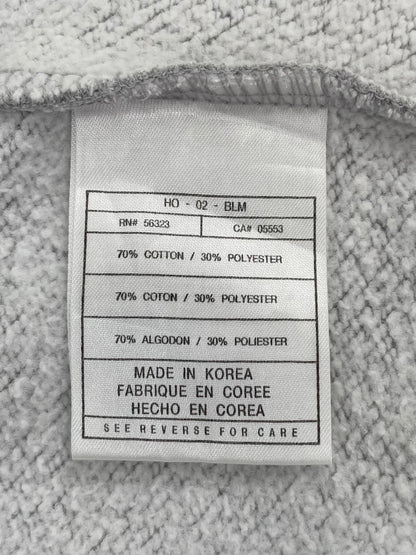 HO - 02 - BLM
RN# 56323 CA# 05553
70% COTTON / 30% POLYESTER
70% COTON / 30% POLYESTER
70% ALGODON / 30% POLIESTER
MADE IN KOREA
FABRIQUE EN COREE
HECHO EN COREA
SEE REVERSE FOR CARE